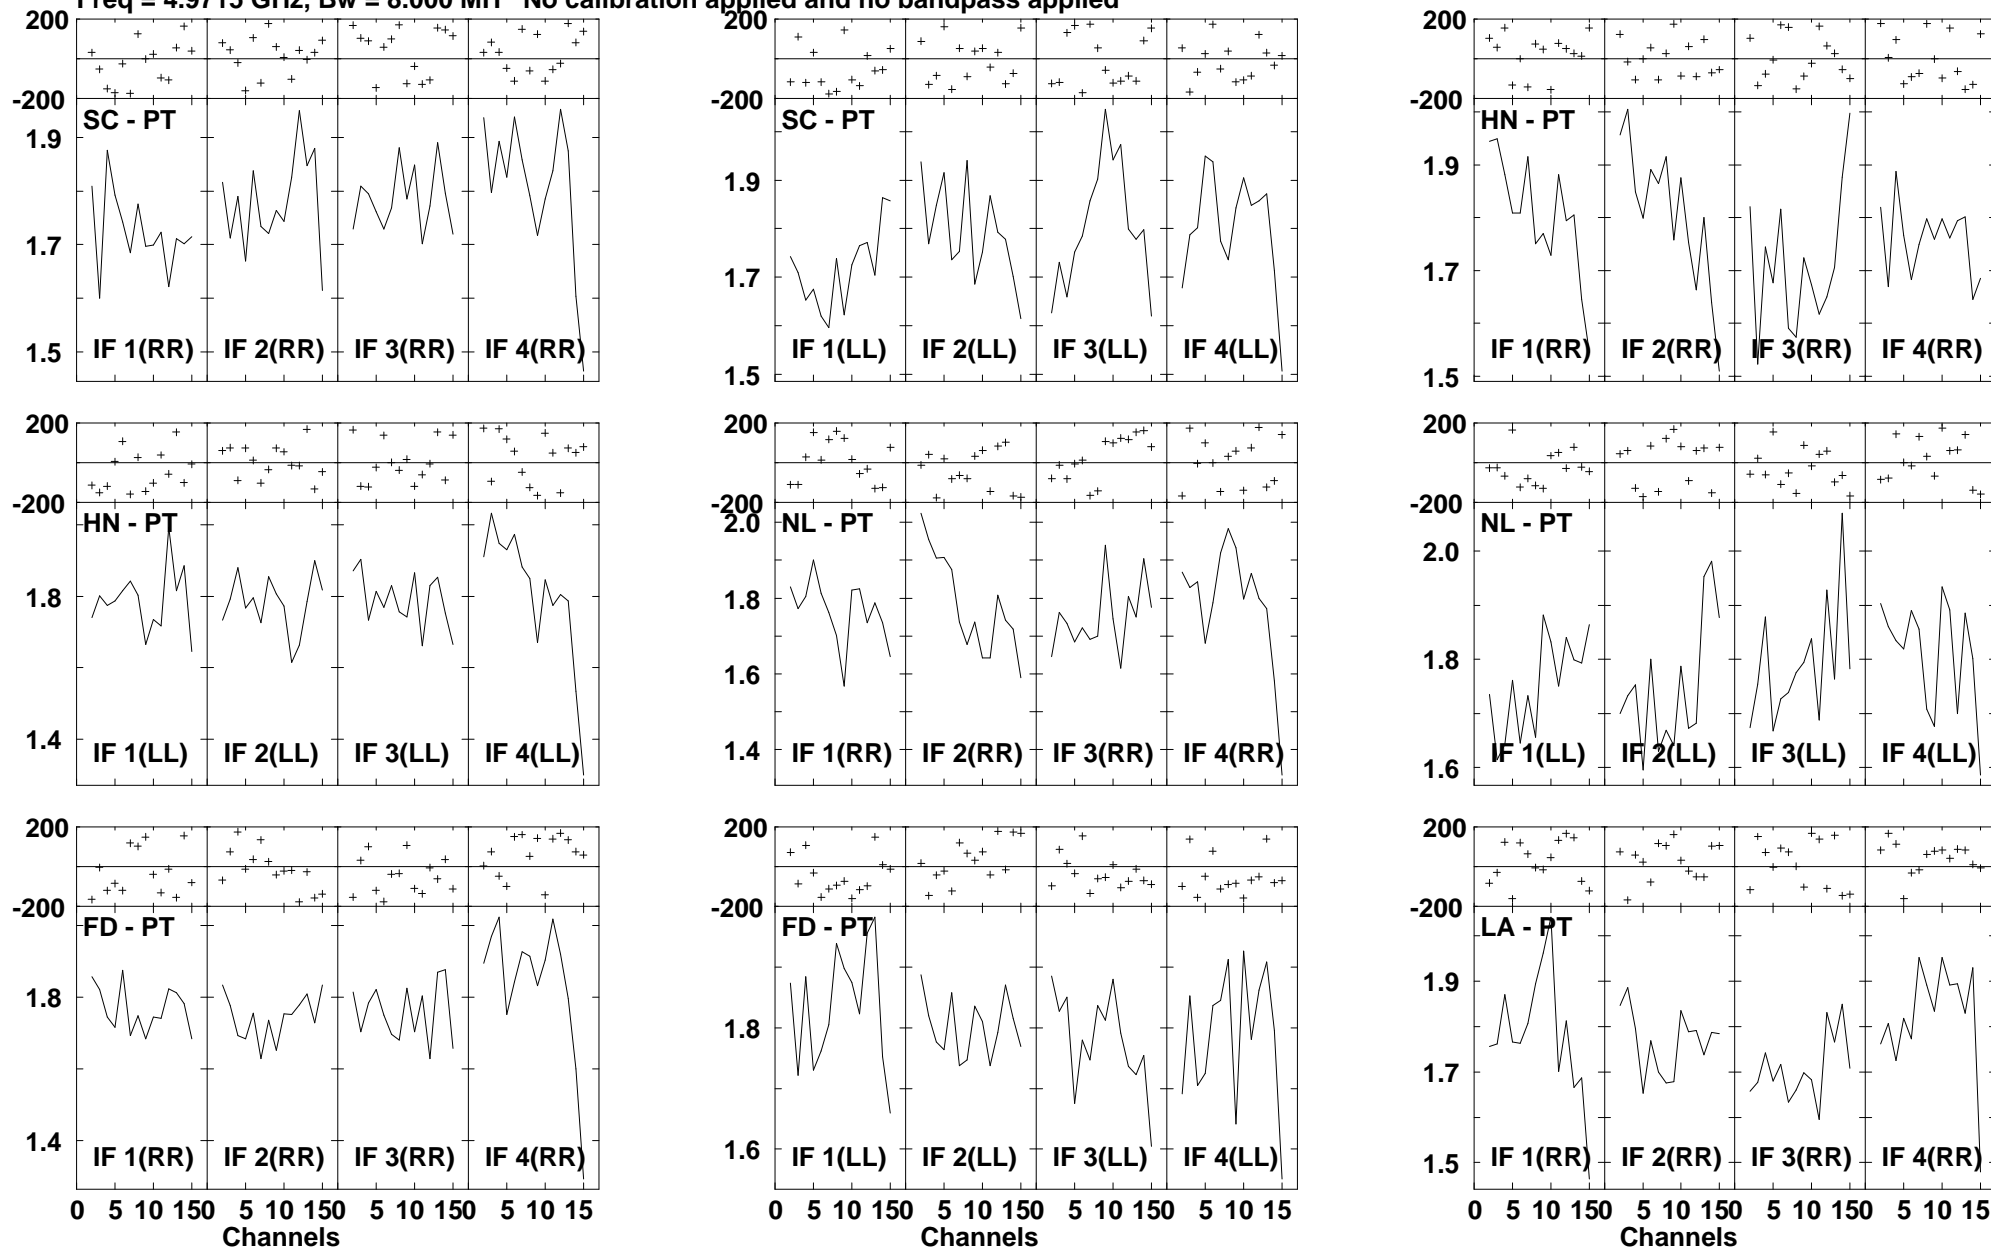 Freq = 4.9715 GHz, Bw = 8.000 MH No calibration applied and no bandpass applied
200 200 200
-200 -200 -200
SC - PT SC - PT HN - PT
1.9 1.9 1.9
1.7 1.7 1.7
IF 1(RR) IF 2(RR) IF 3(RR) IF 4(RR) IF 1(LL) IF 2(LL) IF 3(LL) IF 4(LL) IF 1(RR) IF 2(RR) IF 3(RR) IF 4(RR)
1.5 1.5 1.5
200 200 200
-200 -200 -200
HN - PT NL - PT NL - PT
2.0 2.0
1.8 1.8 1.8
1.6
1.4 1.4 1.6
IF 1(LL) IF 2(LL) IF 3(LL) IF 4(LL) IF 1(RR) IF 2(RR) IF 3(RR) IF 4(RR) IF 1(LL) IF 2(LL) IF 3(LL) IF 4(LL)
200 200 200
-200 -200 -200
FD - PT FD - PT LA - PT
1.8 1.8 1.9
1.7
1.4 1.6 1.5
IF 1(RR) IF 2(RR) IF 3(RR) IF 4(RR) IF 1(LL) IF 2(LL) IF 3(LL) IF 4(LL) IF 1(RR) IF 2(RR) IF 3(RR) IF 4(RR)
0 5 10 150 5 10 150 5 10 150 5 10 15 0 5 10 150 5 10 150 5 10 150 5 10 15 0 5 10 150 5 10 150 5 10 150 5 10 15
Channels Channels Channels